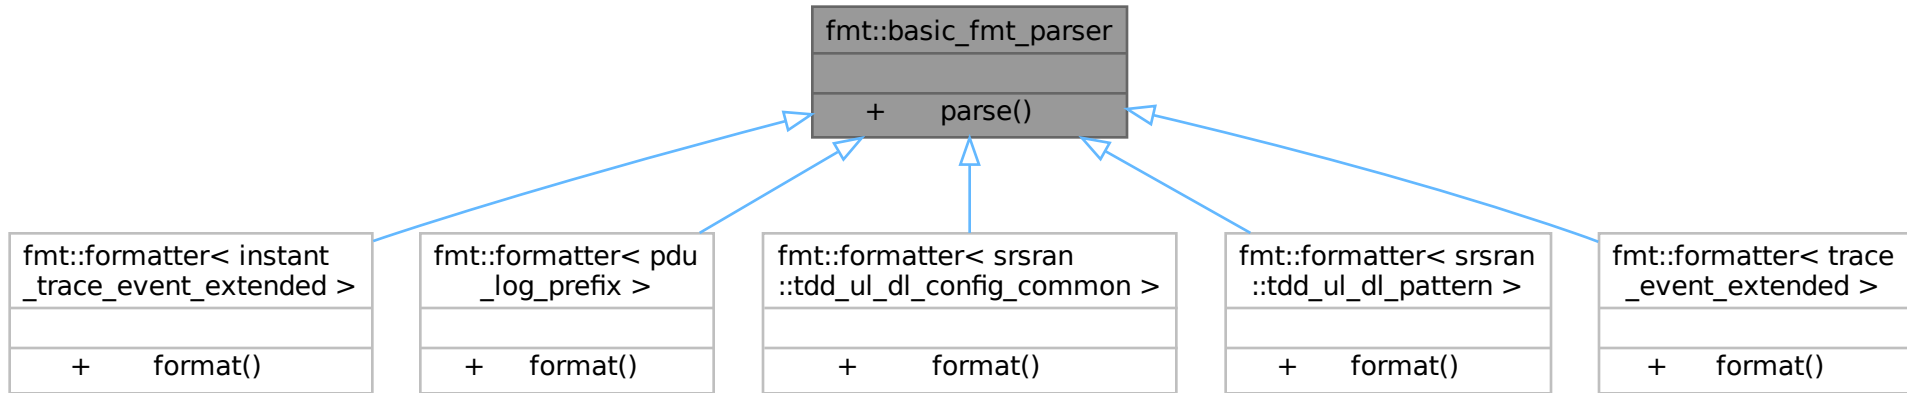 fmt::basic_fmt_parser
+ parse()
fmt::formatter< instant
_trace_event_extended >
+ format()
fmt::formatter< pdu
_log_prefix >
+ format()
fmt::formatter< srsran
::tdd_ul_dl_config_common >
+ format()
fmt::formatter< srsran
::tdd_ul_dl_pattern >
+ format()
fmt::formatter< trace
_event_extended >
+ format()